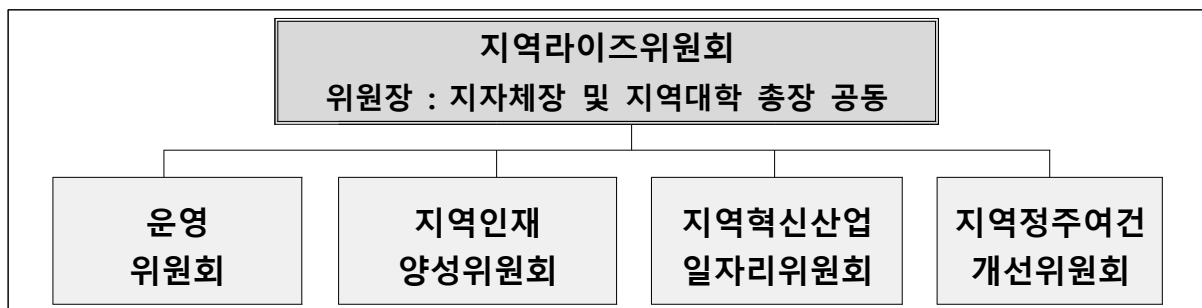 지역라이즈위원회
위원장 : 지자체장 및 지역대학 총장 공동
운영
위원회
지역인재
양성위원회
지역혁신산업
일자리위원회
지역정주여건
개선위원회